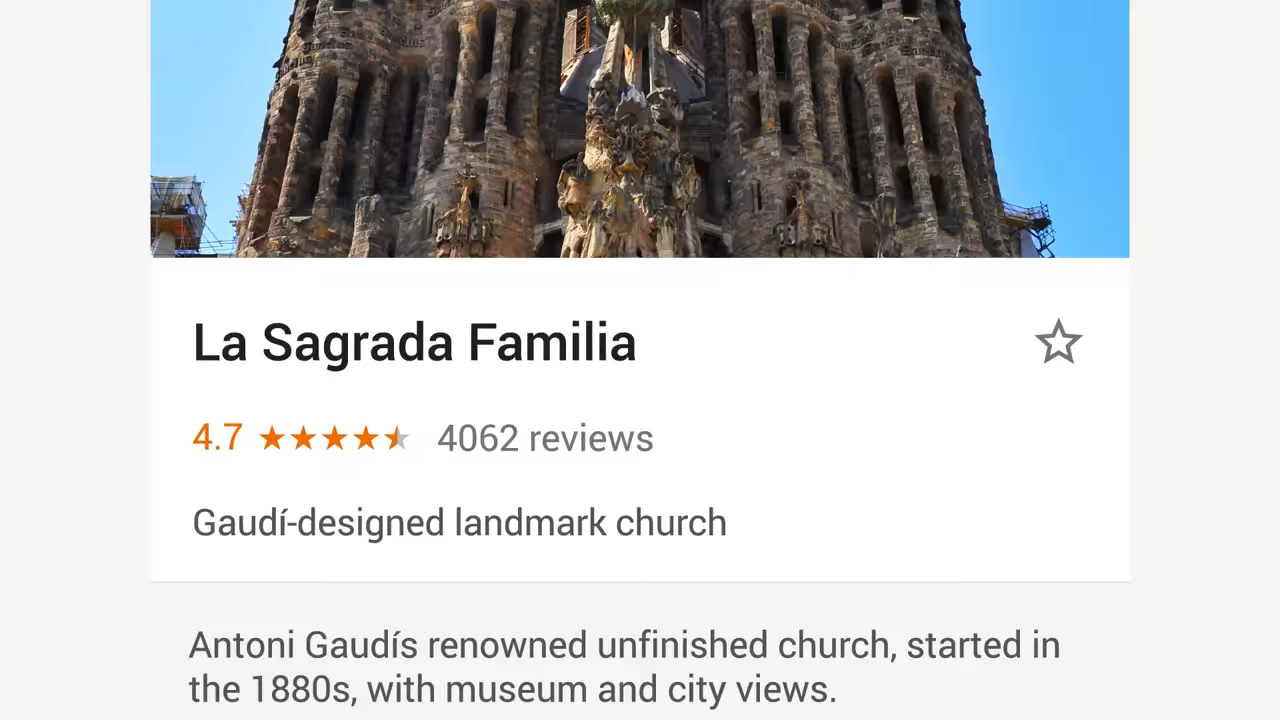 La Sagrada Familia
4.7 4062 reviews
Gaudí-designed landmark church
Antoni Gaudís renowned unfinished church, started in
the 1880s, with museum and city views.